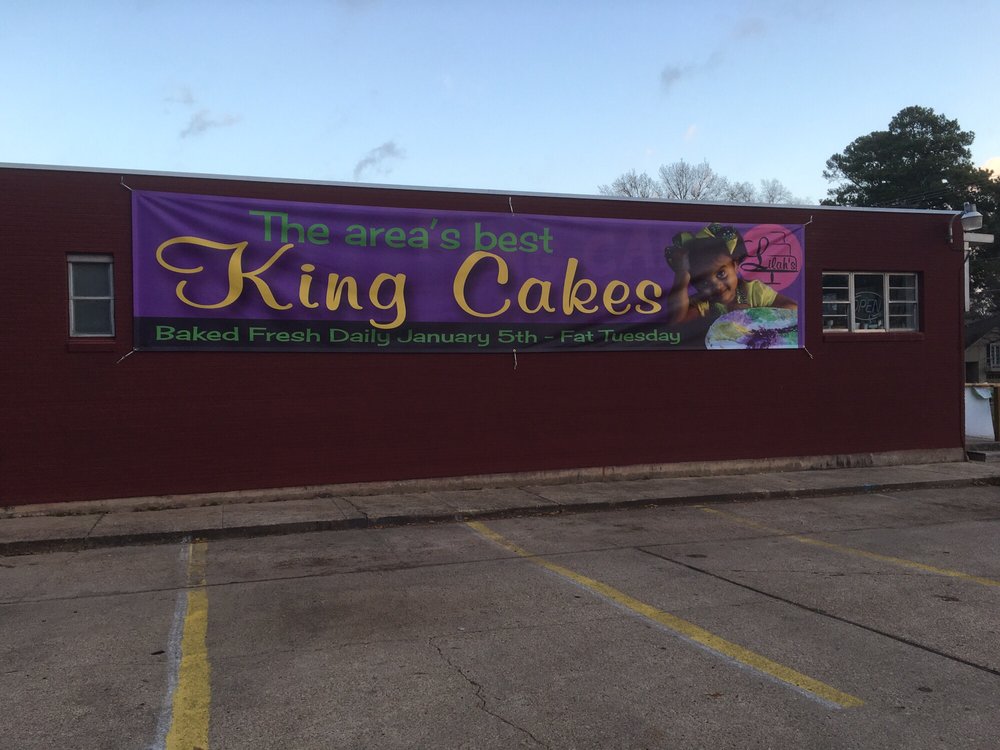 The area's best
King Cakes
Baked Fresh Daily January 5th - Fat Tuesday
Lilah's
OPEN